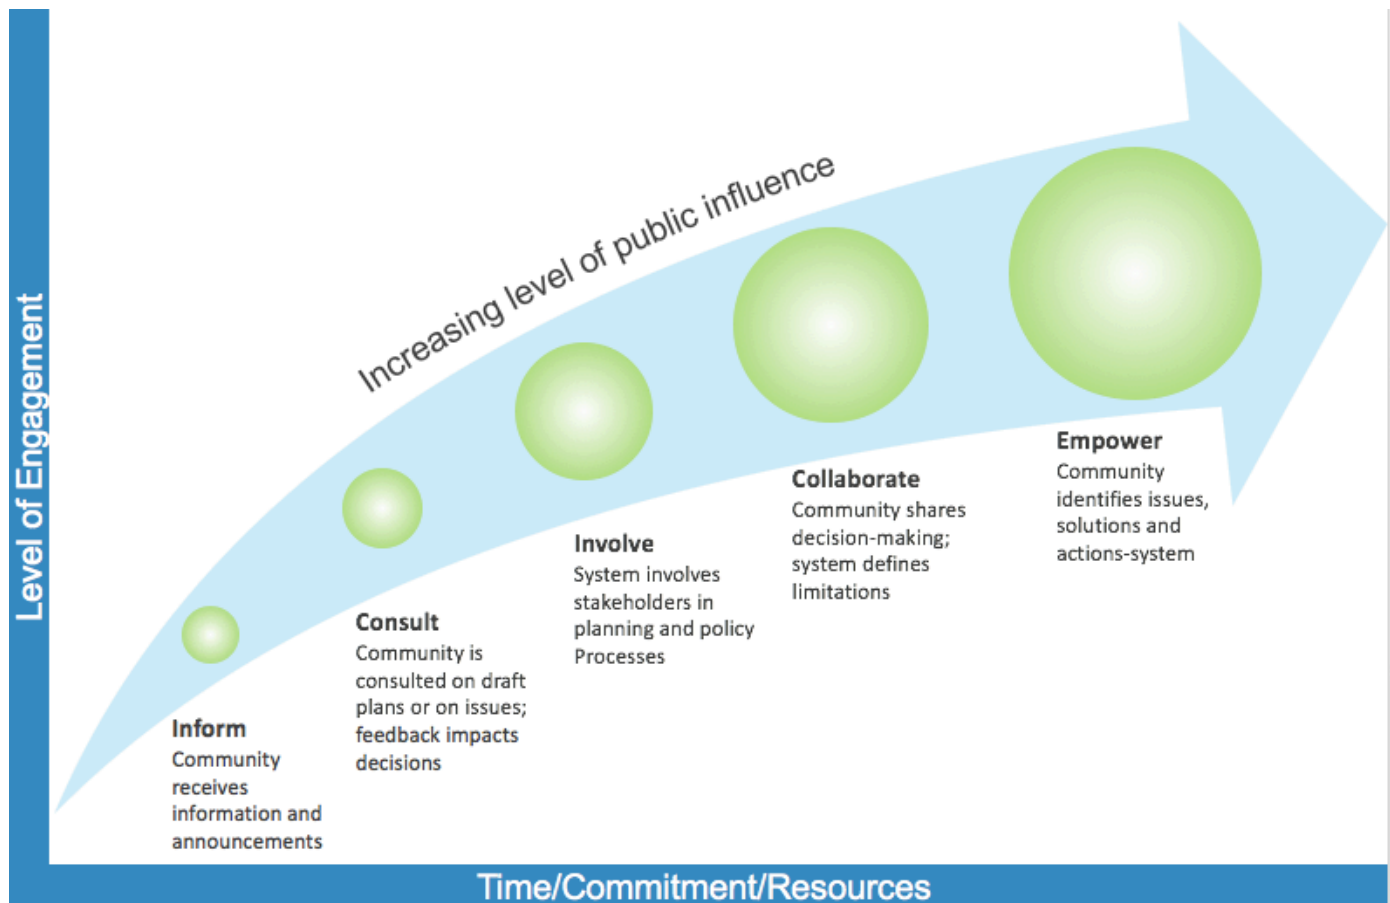 Level of Engagement
Increasing level of public influence
Inform
Community
receives
information and
announcements
Consult
Community is
consulted on draft
plans or on issues;
feedback impacts
decisions
Involve
System involves
stakeholders in
planning and policy
Processes
Collaborate
Community shares
decision-making;
system defines
limitations
Empower
Community
identifies issues,
solutions and
actions-system
Time/Commitment/Resources